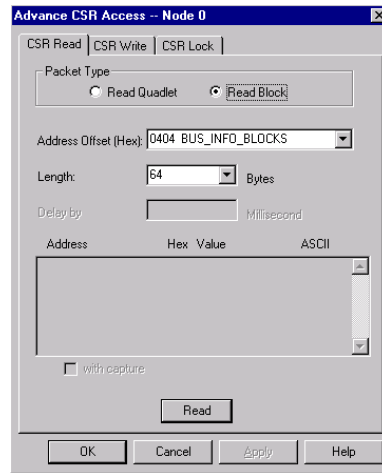 Advance CSR Access -- Node 0
CSR Read CSR Write CSR Lock
Packet Type
Read Quadlet Read Block
Address Offset (Hex): 0404 BUS_INFO_BLOCKS
Length: 64 Bytes
Delay by Millisecond
Address Hex Value ASCII
with capture
Read
OK Cancel Apply Help